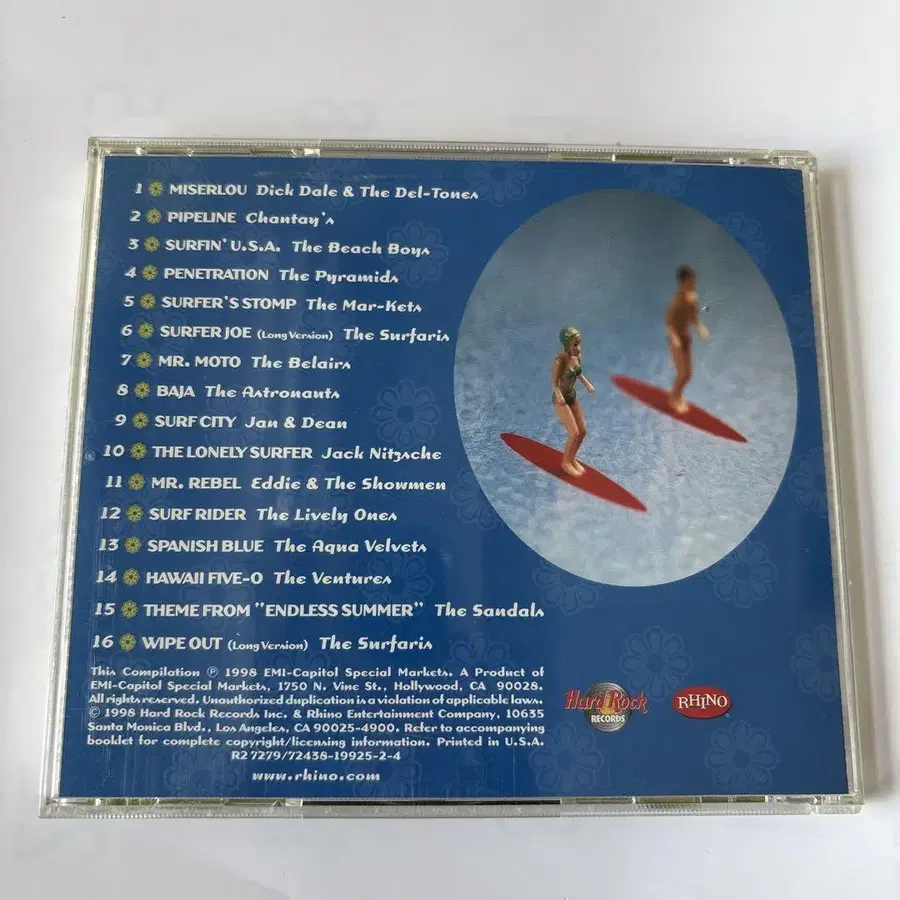 1 MISERLOU Dick Dale & The Del-Tones
2 PIPELINE Chantay's
3 SURFIN' U.S.A. The Beach Boys
4 PENETRATION The Pyramids
5 SURFER'S STOMP The Mar-Kets
6 SURFER JOE (Long Version) The Surfaris
7 MR. MOTO The Belairs
8 BAJA The Astronauts
9 SURF CITY Jan & Dean
10 THE LONELY SURFER Jack Nitzsche
11 MR. REBEL Eddie & The Showmen
12 SURF RIDER The Lively Ones
13 SPANISH BLUE The Aqua Velvets
14 HAWAII FIVE-O The Ventures
15 THEME FROM "ENDLESS SUMMER" The Sandals
16 WIPE OUT (Long Version) The Surfaris
This Compilation ℗ 1998 EMI-Capitol Special Markets. A Product of
EMI-Capitol Special Markets, 1750 N. Vine St., Hollywood, CA 90028.
All rights reserved. Unauthorized duplication is a violation of applicable laws.
© 1998 Hard Rock Records Inc. & Rhino Entertainment Company, 10635
Santa Monica Blvd., Los Angeles, CA 90025-4900. Refer to accompanying
booklet for complete copyright/licensing information. Printed in U.S.A.
R2 7279/72438-19925-2-4
www.rhino.com
Hard Rock
RECORDS
RHINO